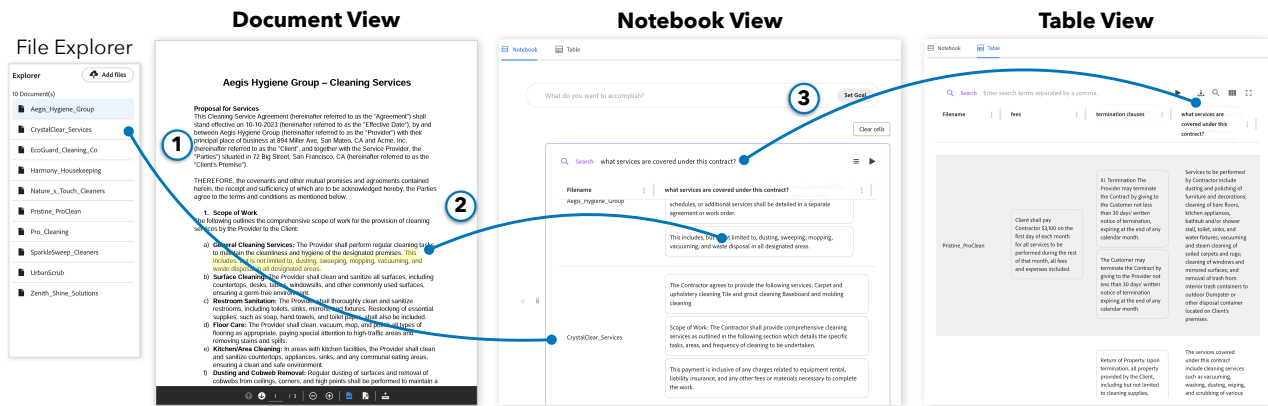 Document View
Notebook View
Table View
File Explorer
Explorer
Add files
10 Document(s)
Aegis_Hygiene_Group
CrystalClear_Services
EcoGuard_Cleaning_Co
Harmony_Housekeeping
Nature_s_Touch_Cleaners
Pristine_ProClean
Pro_Cleaning
SparkleSweep_Cleaners
UrbanScrub
Zenith_Shine_Solutions
Aegis Hygiene Group – Cleaning Services
Proposal for Services
This Cleaning Service Agreement (hereinafter referred to as the "Agreement") shall
stand effective on 10-10-2023 (hereinafter referred to as the "Effective Date"), by and
between Aegis Hygiene Group (hereinafter referred to as the "Provider") with their
principal place of business at 894 Miller Ave, San Mateo, CA and Acme, Inc.
(hereinafter referred to as the "Client", and together with the Service Provider, the
"Parties") situated in 72 Big Street, San Francisco, CA (hereinafter referred to as the
"Client's Premise").
THEREFORE, the covenants and other mutual promises and agreements contained
herein, the receipt and sufficiency of which are to be acknowledged hereby, the Parties
agree to the terms and conditions as mentioned below.
1. Scope of Work
The following outlines the comprehensive scope of work for the provision of cleaning
services by the Provider to the Client:
a) General Cleaning Services: The Provider shall perform regular cleaning tasks
to maintain the cleanliness and hygiene of the designated premises. This
includes, but is not limited to, dusting, sweeping, mopping, vacuuming, and
waste disposal in all designated areas.
b) Surface Cleaning: The Provider shall clean and sanitize all surfaces, including
countertops, desks, tables, windowsills, and other commonly used surfaces,
ensuring a germ-free environment.
c) Restroom Sanitation: The Provider shall thoroughly clean and sanitize
restrooms, including toilets, sinks, mirrors, and fixtures. Restocking of essential
supplies, such as soap, hand towels, and toilet paper, shall also be included.
d) Floor Care: The Provider shall clean, vacuum, mop, and polish all types of
flooring as appropriate, paying special attention to high-traffic areas and
removing stains and spills.
e) Kitchen/Area Cleaning: In areas with kitchen facilities, the Provider shall clean
and sanitize countertops, appliances, sinks, and any communal eating areas,
ensuring a clean and safe environment.
f) Dusting and Cobweb Removal: Regular dusting of surfaces and removal of
cobwebs from ceilings, corners, and high points shall be performed to maintain a
1 / 3
1
2
3
Notebook
Table
What do you want to accomplish?
Set Goal
Clear cells
Search what services are covered under this contract?
Filename
what services are covered under this contract?
Aegis_Hygiene_Group
schedules, or additional services shall be detailed in a separate
agreement or work order.
This includes, but is not limited to, dusting, sweeping, mopping,
vacuuming, and waste disposal in all designated areas.
CrystalClear_Services
The Contractor agrees to provide the following services: Carpet and
upholstery cleaning Tile and grout cleaning Baseboard and molding
cleaning
Scope of Work: The Contractor shall provide comprehensive cleaning
services as outlined in the following section which details the specific
tasks, areas, and frequency of cleaning to be undertaken.
This payment is inclusive of any charges related to equipment rental,
liability insurance, and any other fees or materials necessary to complete
the work.
Notebook
Table
Search Enter search terms separated by a comma.
Filename
fees
termination clauses
what services are
covered under this
contract?
Pristine_ProClean
Client shall pay
Contractor $3,100 on the
first day of each month
for all services to be
performed during the rest
of that month, all fees
and expenses included.
III. Termination The
Provider may terminate
the Contract by giving to
the Customer not less
than 30 days' written
notice of termination,
expiring at the end of any
calendar month.
The Customer may
terminate the Contract by
giving to the Provider not
less than 30 days' written
notice of termination
expiring at the end of any
calendar month.
Services to be performed
by Contractor include
dusting and polishing of
furniture and decorations;
cleaning of bare floors,
kitchen appliances,
bathtub and/or shower
stall, toilet, sinks, and
water fixtures; vacuuming
and steam cleaning of
soiled carpets and rugs;
cleaning of windows and
mirrored surfaces; and
removal of trash from
interior trash containers to
outdoor Dumpster or
other disposal container
located on Client's
premises.
Return of Property. Upon
termination, all property
provided by the Client,
including but not limited
to cleaning supplies,
The services covered
under this contract
include cleaning services
such as vacuuming,
washing, dusting, wiping,
and scrubbing of various